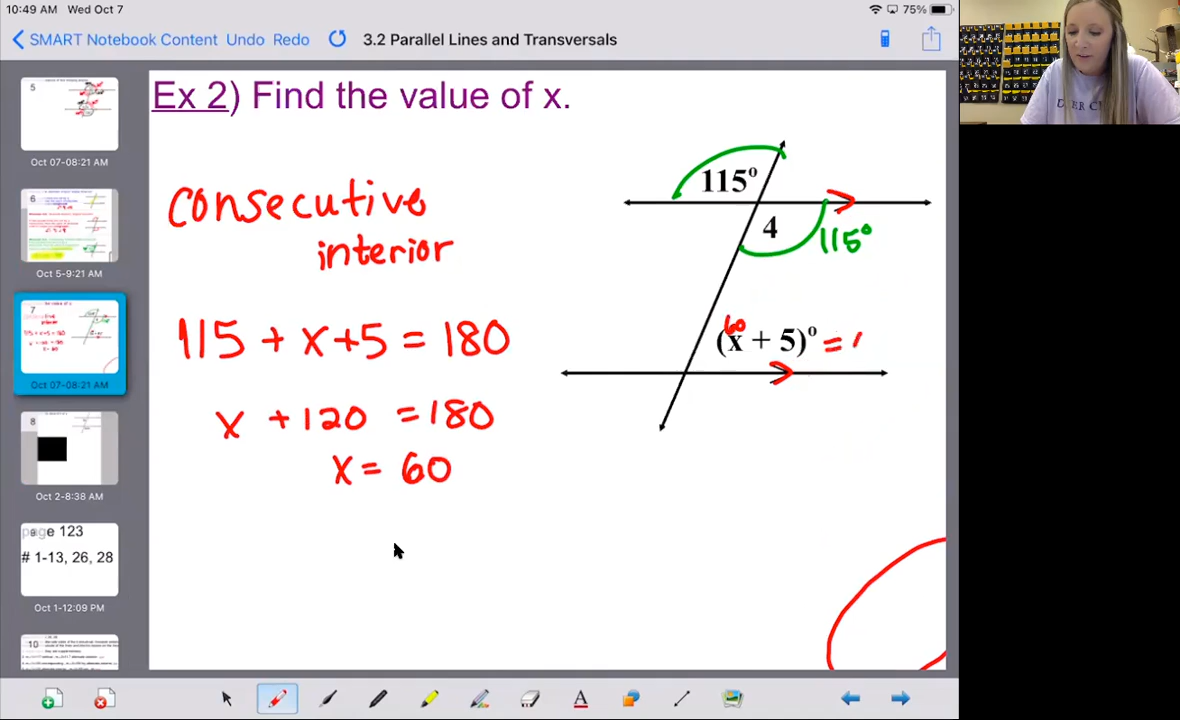 10:49 AM Wed Oct 7
75%
SMART Notebook Content Undo Redo
3.2 Parallel Lines and Transversals
5
Oct 07-08:21 AM
6
Oct 5-9:21 AM
7
Oct 07-08:21 AM
8
Oct 2-8:38 AM
page 123
# 1-13, 26, 28
Oct 1-12:09 PM
10
Ex 2) Find the value of x.
consecutive
interior
115 + x+5 = 180
x + 120 = 180
x = 60
115º
4
115º
60
(x + 5)º =
A